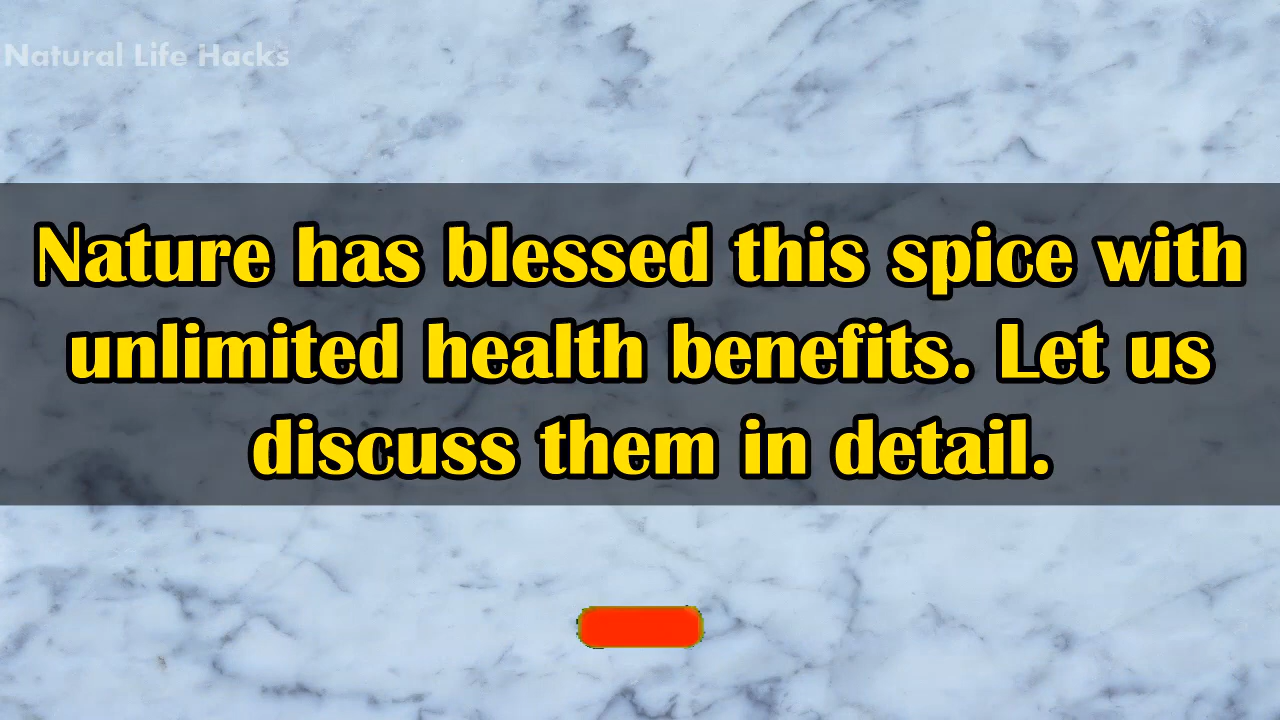 Natural Life Hacks
Nature has blessed this spice with
unlimited health benefits. Let us
discuss them in detail.